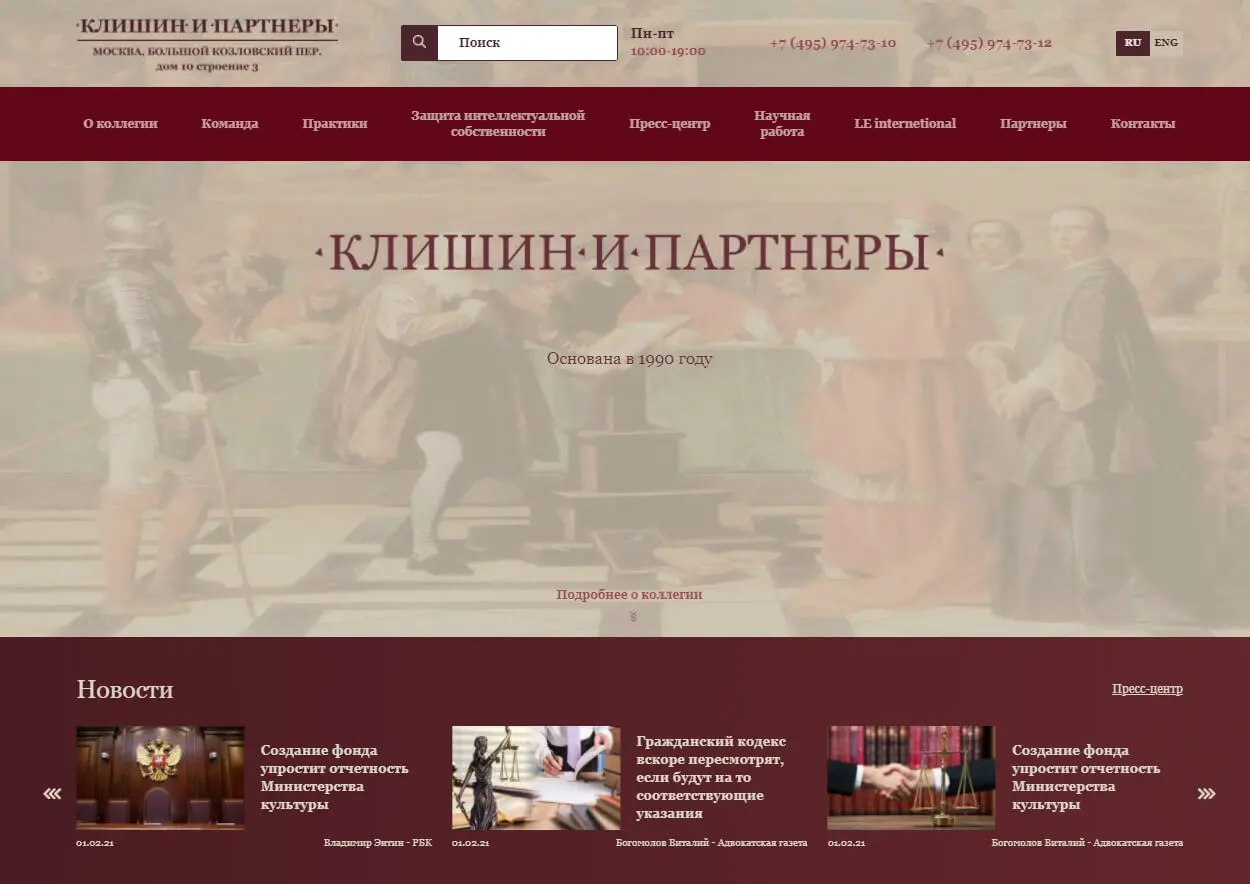 ·КЛИШИН·И·ПАРТНЕРЫ·
МОСКВА, БОЛЬШОЙ КОЗЛОВСКИЙ ПЕР.
дом 10 строение 3
Поиск
Пн-пт
10:00-19:00
+7 (495) 974-73-10
+7 (495) 974-73-12
RU
ENG
О коллегии
Команда
Практики
Защита интеллектуальной
собственности
Пресс-центр
Научная
работа
LE internetional
Партнеры
Контакты
·КЛИШИН·И·ПАРТНЕРЫ·
Основана в 1990 году
Подробнее о коллегии
Новости
Пресс-центр
Создание фонда
упростит отчетность
Министерства
культуры
01.02.21
Владимир Энтин - РБК
Гражданский кодекс
вскоре пересмотрят,
если будут на то
соответствующие
указания
01.02.21
Богомолов Виталий - Адвокатская газета
Создание фонда
упростит отчетность
Министерства
культуры
01.02.21
Богомолов Виталий - Адвокатская газета